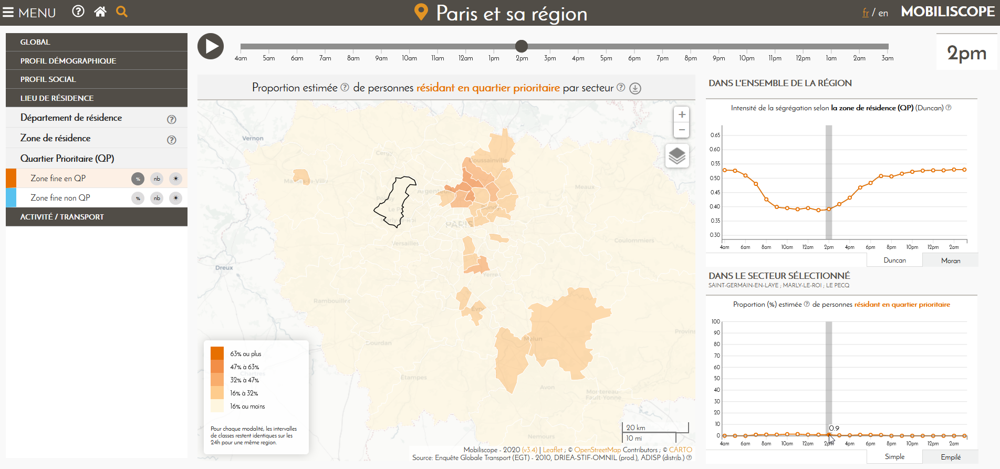 MENU
Paris et sa région
fr / en
MOBILISCOPE
GLOBAL
PROFIL DÉMOGRAPHIQUE
PROFIL SOCIAL
LIEU DE RÉSIDENCE
Département de résidence ?
Zone de résidence ?
Quartier Prioritaire (QP)
Zone fine en QP % nb
Zone fine non QP % nb
ACTIVITÉ / TRANSPORT
4am 5am 6am 7am 8am 9am 10am 11am 12am 1pm 2pm 3pm 4pm 5pm 6pm 7pm 8pm 9pm 10pm 11pm 12pm 1am 2am 3am
2pm
Proportion estimée ? de personnes résidant en quartier prioritaire par secteur ?
+
−
Vernon
Cergy
Goussainville
Mantes-la-Ville
Meaux
Argenteuil
Poissy
PARIS
Versailles
Coulommiers
Dreux
Yerres
Rambouillet
Évry
Provins
Melun
Dourdan
Chartres
Étampes
Avon
Montereau-
Fault-Yonne
Nemours
63% ou plus
47% à 63%
32% à 47%
16% à 32%
16% ou moins
Pour chaque modalité, les intervalles
de classes restent identiques sur les
24h pour une même region.
20 km
10 mi
Mobiliscope - 2020 (v3.4) | Leaflet ; © OpenStreetMap Contributors ; © CARTO
Source: Enquête Globale Transport (EGT) - 2010, DRIEA-STIF-OMNIL (prod.), ADISP (distrib.) ?
DANS L'ENSEMBLE DE LA RÉGION
Intensité de la ségrégation selon la zone de résidence (QP) (Duncan) ?
0.65
0.60
0.55
0.50
0.45
0.40
0.35
0.30
4am 6am 8am 10am 12am 2pm 4pm 6pm 8pm 10pm 12pm 2am
Duncan Moran
DANS LE SECTEUR SÉLECTIONNÉ
SAINT-GERMAIN-EN-LAYE ; MARLY-LE-ROI ; LE PECQ
Proportion (%) estimée ? de personnes résidant en quartier prioritaire
100
90
80
70
60
50
40
30
20
10
0
0.9
4am 6am 8am 10am 12am 2pm 4pm 6pm 8pm 10pm 12pm 2am
Simple Empilé